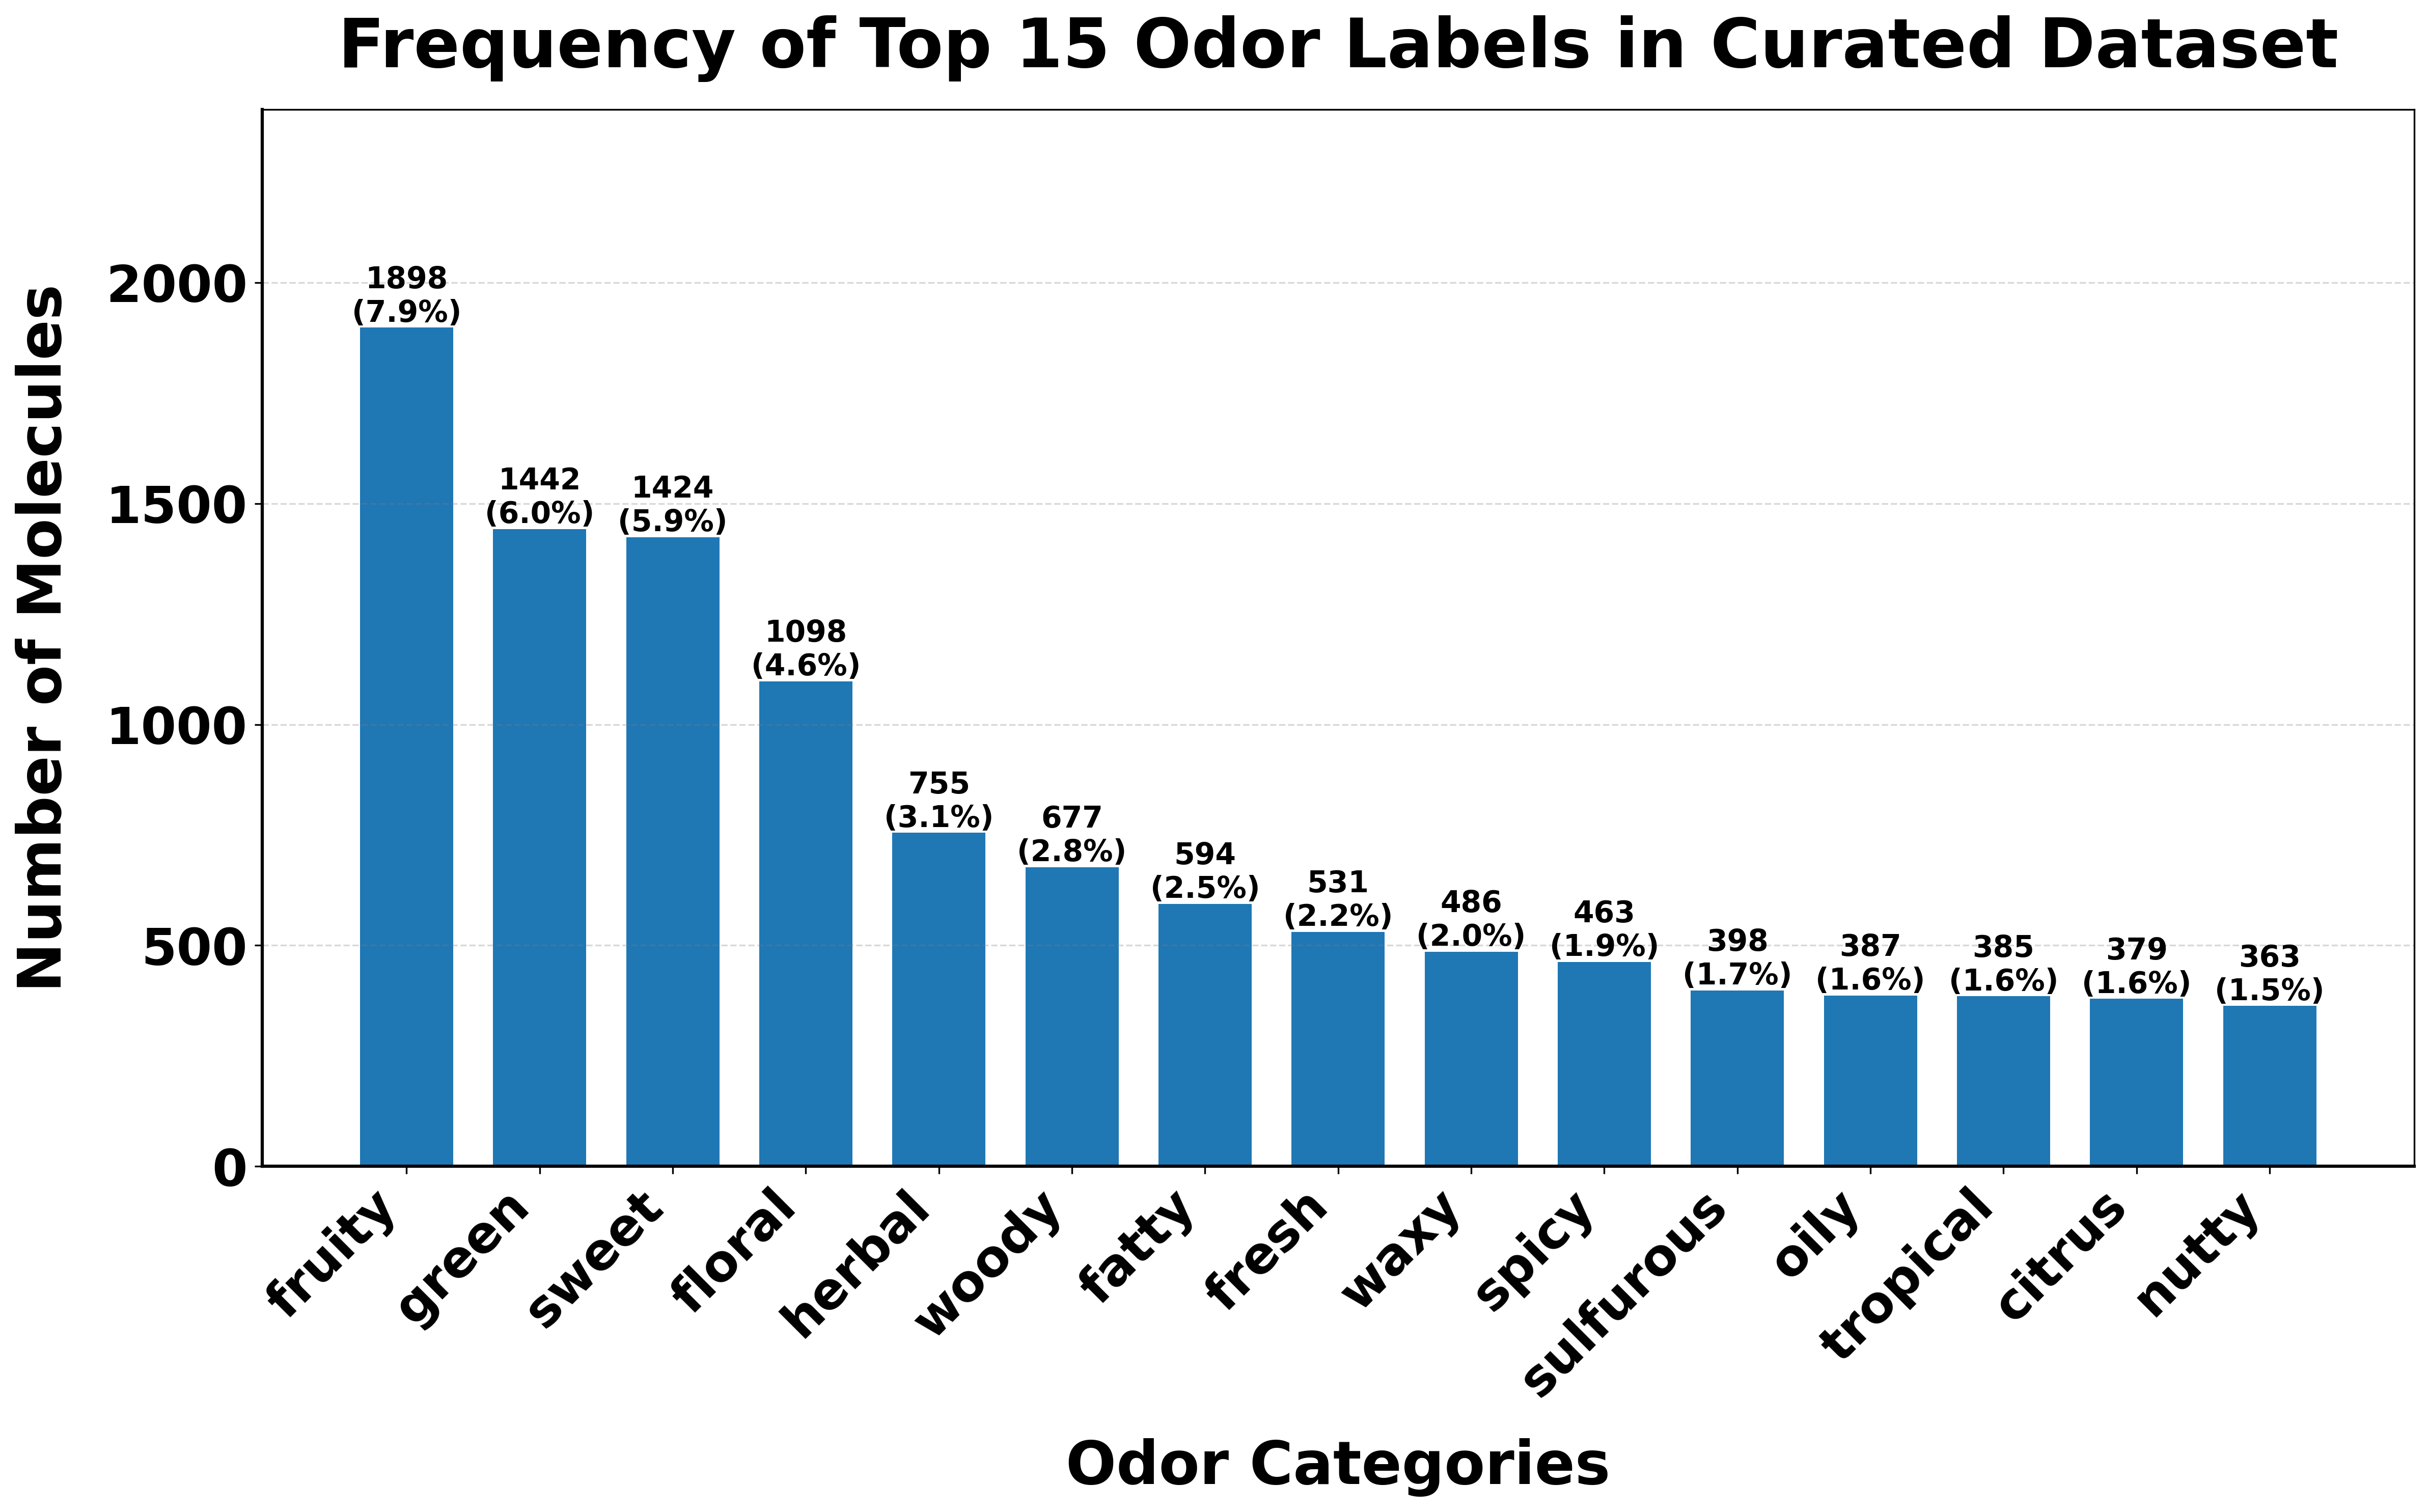 Frequency of Top 15 Odor Labels in Curated Dataset
Number of Molecules
2000
1500
1000
500
0
1898
(7.9%)
1442
(6.0%)
1424
(5.9%)
1098
(4.6%)
755
(3.1%)
677
(2.8%)
594
(2.5%)
531
(2.2%)
486
(2.0%)
463
(1.9%)
398
(1.7%)
387
(1.6%)
385
(1.6%)
379
(1.6%)
363
(1.5%)
fruity
green
sweet
floral
herbal
woody
fatty
fresh
waxy
spicy
sulfurous
oily
tropical
citrus
nutty
Odor Categories